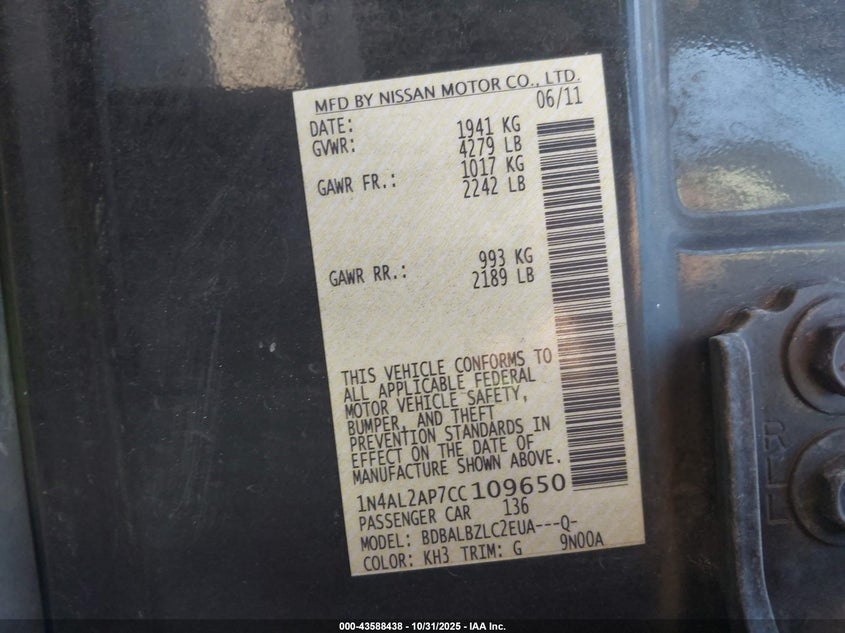 MFD BY NISSAN MOTOR CO., LTD.
DATE: 06/11
GVWR: 1941 KG
4279 LB
GAWR FR.: 1017 KG
2242 LB
GAWR RR.: 993 KG
2189 LB
THIS VEHICLE CONFORMS TO
ALL APPLICABLE FEDERAL
MOTOR VEHICLE SAFETY,
BUMPER, AND THEFT
PREVENTION STANDARDS IN
EFFECT ON THE DATE OF
MANUFACTURE SHOWN ABOVE.
1N4AL2AP7CC109650
PASSENGER CAR 136
MODEL: BDBALBZLC2EUA---Q-
COLOR: KH3 TRIM: G 9N00A
000-43588438 - 10/31/2025 - IAA Inc.